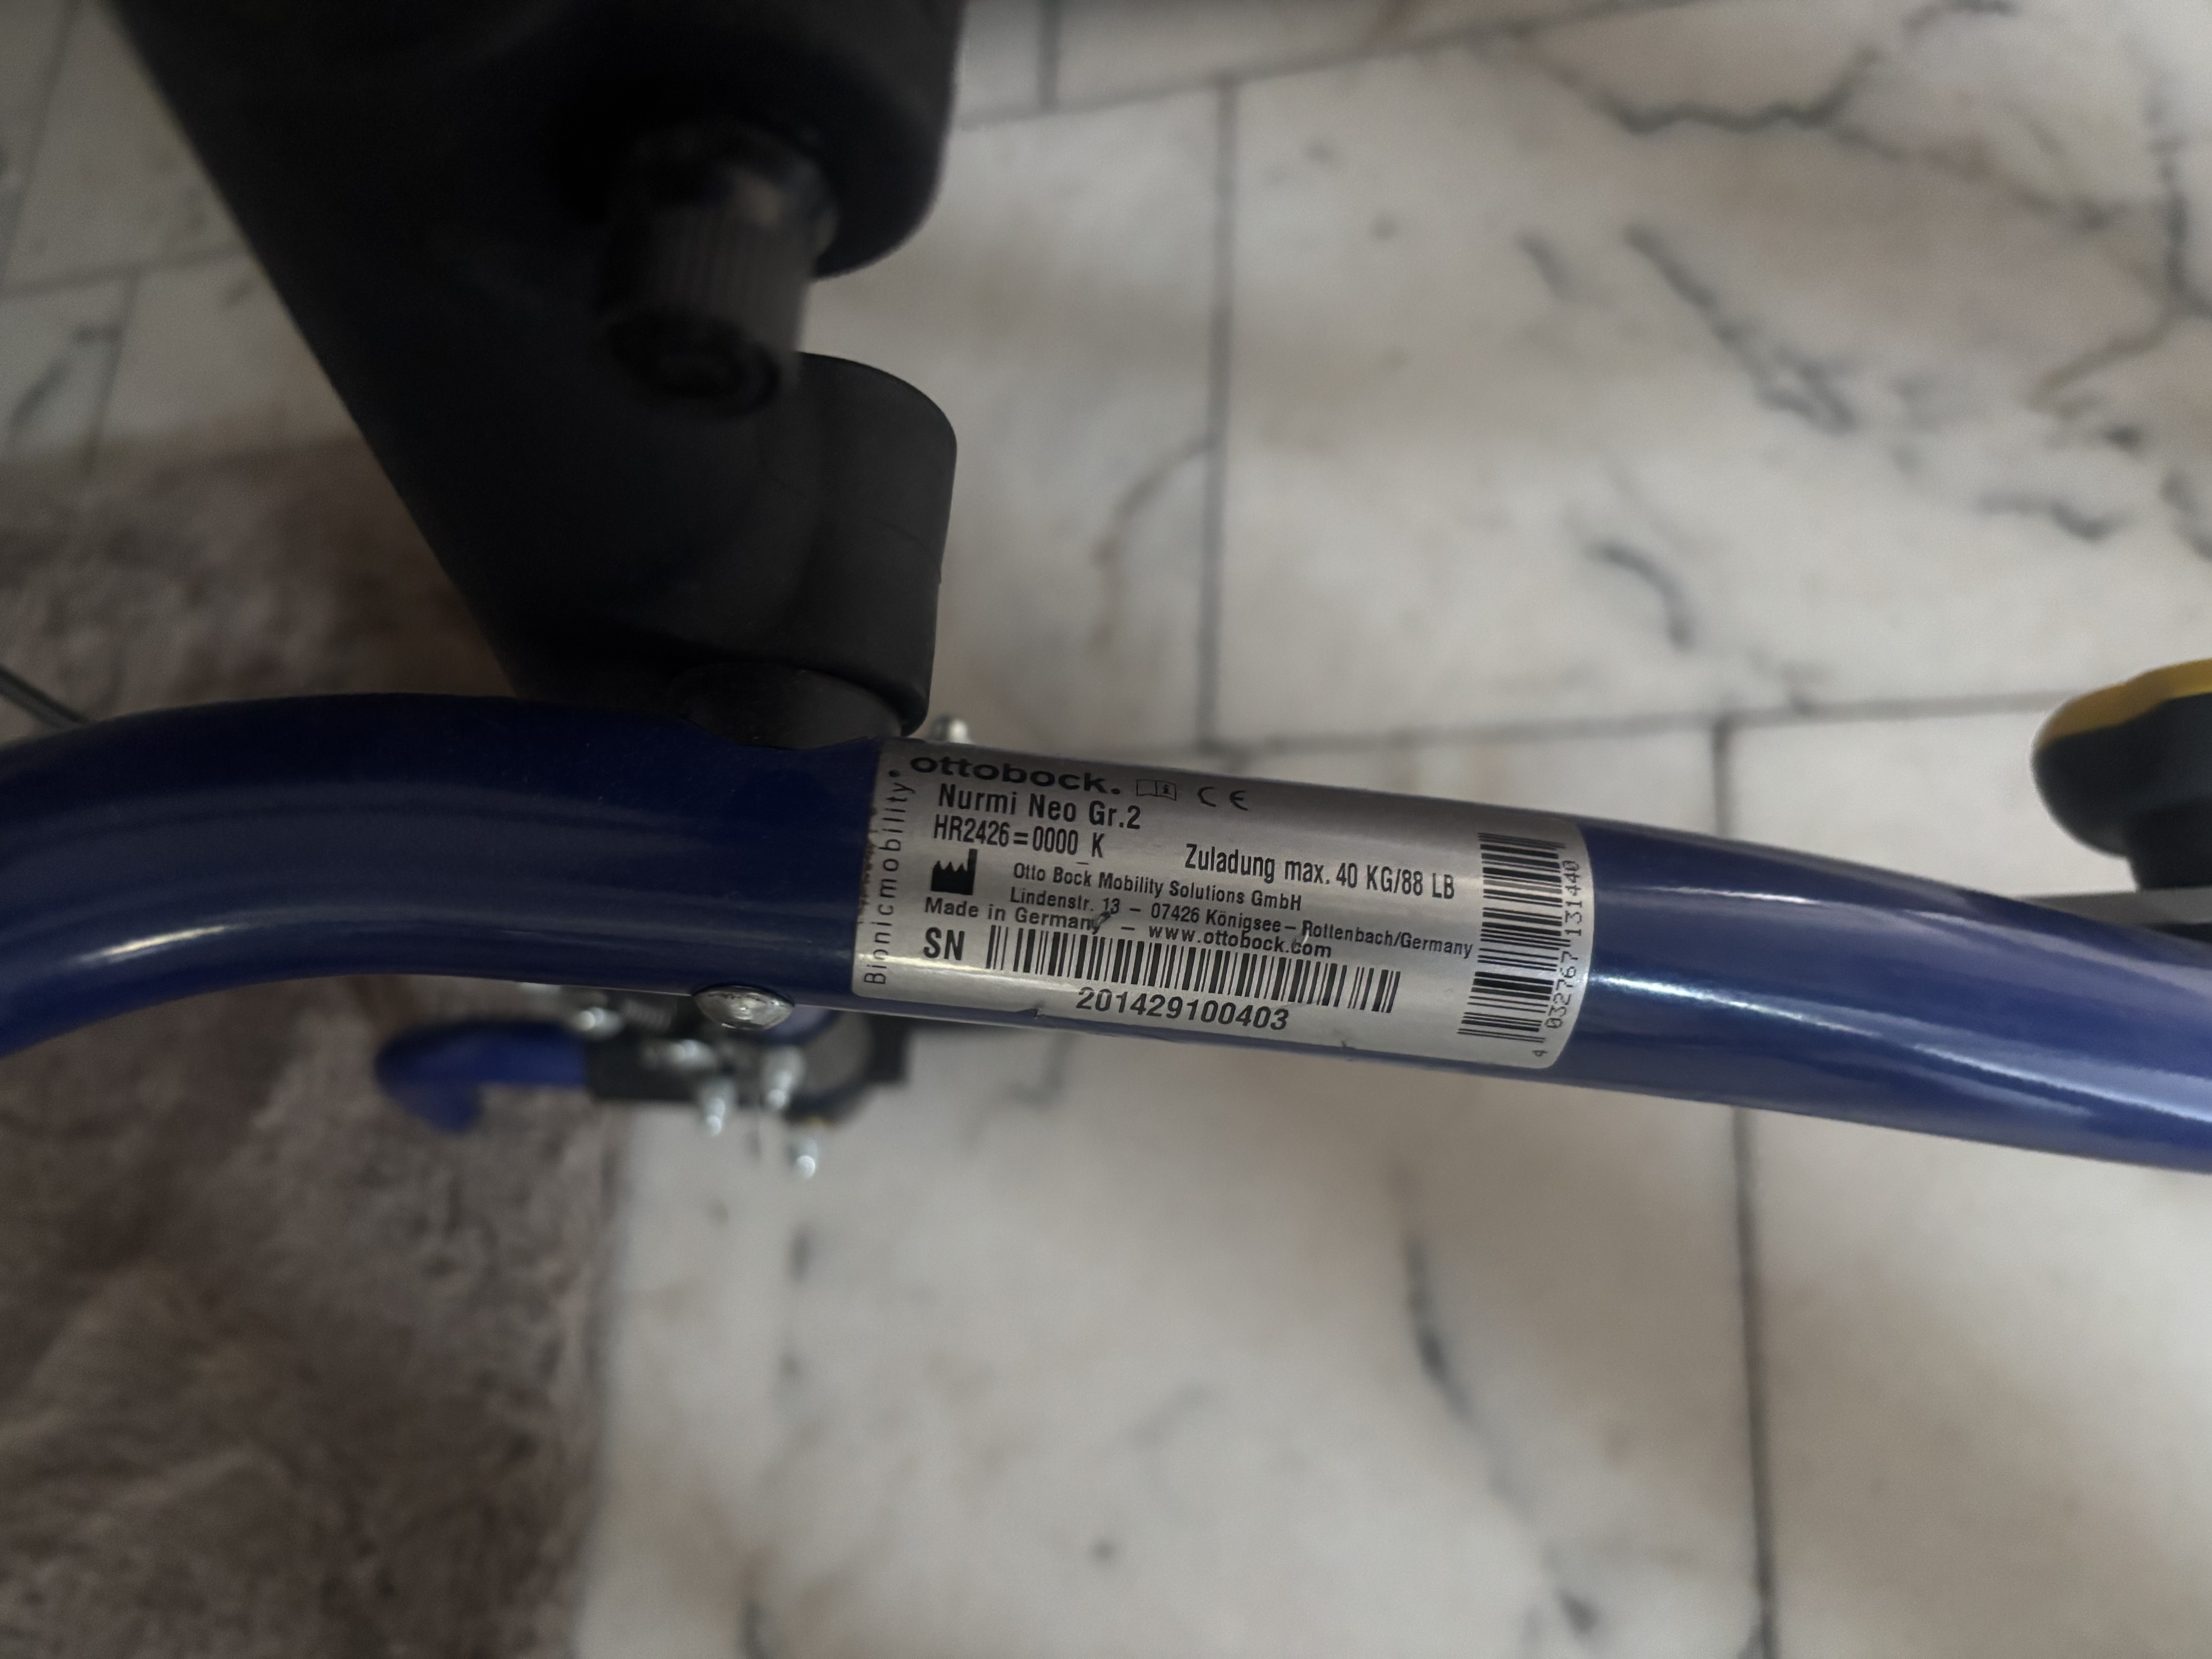 ottobock. CE
Nurmi Neo Gr.2
HR2426=0000_K
Zuladung max. 40 KG/88 LB
Otto Bock Mobility Solutions GmbH
Lindenstr. 13 – 07426 Königsee–Rottenbach/Germany
Made in Germany – www.ottobock.com
SN
201429100403
Bionicmobility®
4 032767 131440